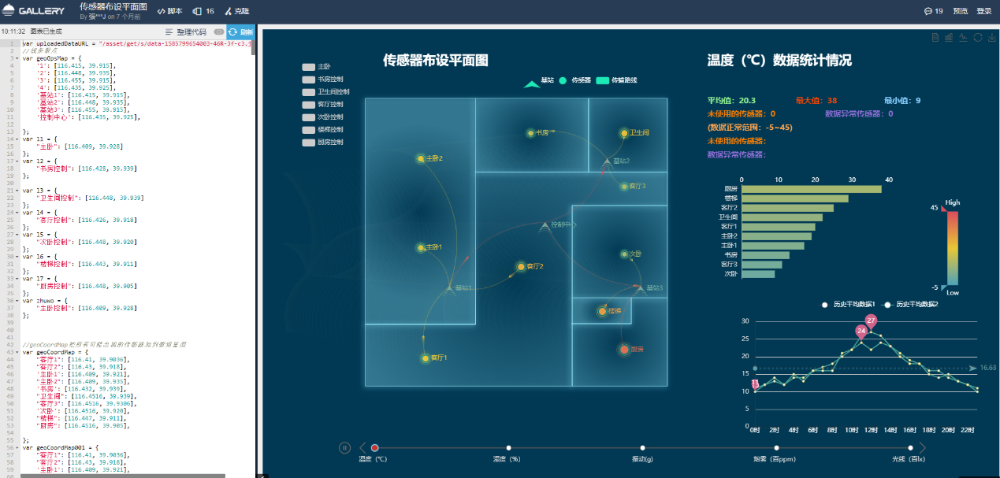 GALLERY
传感器布设平面图
By 张***J on 7 个月前
脚本
16
克隆
19
预览
登录
10:11:32 图表已生成
整理代码
刷新
1 var uploadedDataURL = "/asset/get/s/data-1585799654003-46R-3f-c3.j
2
3 var geoGpsMap = {
4 '1': [116.415, 39.915],
5 '2': [116.448, 39.935],
6 '3': [116.455, 39.915],
7 '4': [116.435, 39.925],
8 '基站1': [116.415, 39.915],
9 '基站2': [116.448, 39.935],
10 '基站3': [116.455, 39.915],
11 '控制中心': [116.435, 39.925],
12
13 };
14 var l1 = {
15 "主卧": [116.409, 39.928]
16 };
17 var l2 = {
18 "书房控制": [116.428, 39.939]
19 };
20
21 var l3 = {
22 "卫生间控制": [116.448, 39.939]
23 };
24 var l4 = {
25 "客厅控制": [116.426, 39.918]
26 };
27 var l5 = {
28 "次卧控制": [116.448, 39.920]
29 };
30 var l6 = {
31 "楼梯控制": [116.443, 39.911]
32 };
33 var l7 = {
34 "厨房控制": [116.448, 39.905]
35 };
36 var zhuwo = {
37 "主卧控制": [116.409, 39.928]
38 };
39
40
41
42 //geoCoordMap把所有可能出现的传感器加到数组里面
43 var geoCoordMap = {
44 "客厅1": [116.41, 39.9036],
45 "客厅2": [116.43, 39.918],
46 '主卧1': [116.409, 39.921],
47 '主卧2': [116.409, 39.935],
48 '书房': [116.432, 39.939],
49 "卫生间": [116.4516, 39.939],
50 "客厅3": [116.4516, 39.9306],
51 '次卧': [116.4516, 39.920],
52 "楼梯": [116.447, 39.911],
53 "厨房": [116.4516, 39.905],
54
55 };
56 var geoCoordMap001 = {
57 "客厅1": [116.41, 39.9036],
58 "客厅2": [116.43, 39.918],
59 '主卧1': [116.409, 39.921],
60
传感器布设平面图
主卧
书房控制
卫生间控制
客厅控制
次卧控制
楼梯控制
厨房控制
基站 传感器 传输路线
书房
卫生间
主卧2
基站2
客厅3
控制中心
主卧1
次卧
客厅2
基站1
基站3
楼梯
厨房
客厅1
温度（℃）数据统计情况
平均值：20.3 最大值：38 最小值：9
未使用的传感器：0 数据异常传感器：0
(数据正常范围：-5~45)
未使用的传感器：
数据异常传感器：
0 10 20 30 40
厨房
楼梯
客厅2
卫生间
客厅1
主卧2
主卧1
书房
客厅3
次卧
High
45
-5
Low
历史平均数据1 历史平均数据2
30
25
20
15
10
5
0
27
24
11
16.63
0时 2时 4时 6时 8时 10时 12时 14时 16时 18时 20时 22时
温度（℃） 湿度（%） 振动(g) 烟雾（百ppm） 光线（百lx）